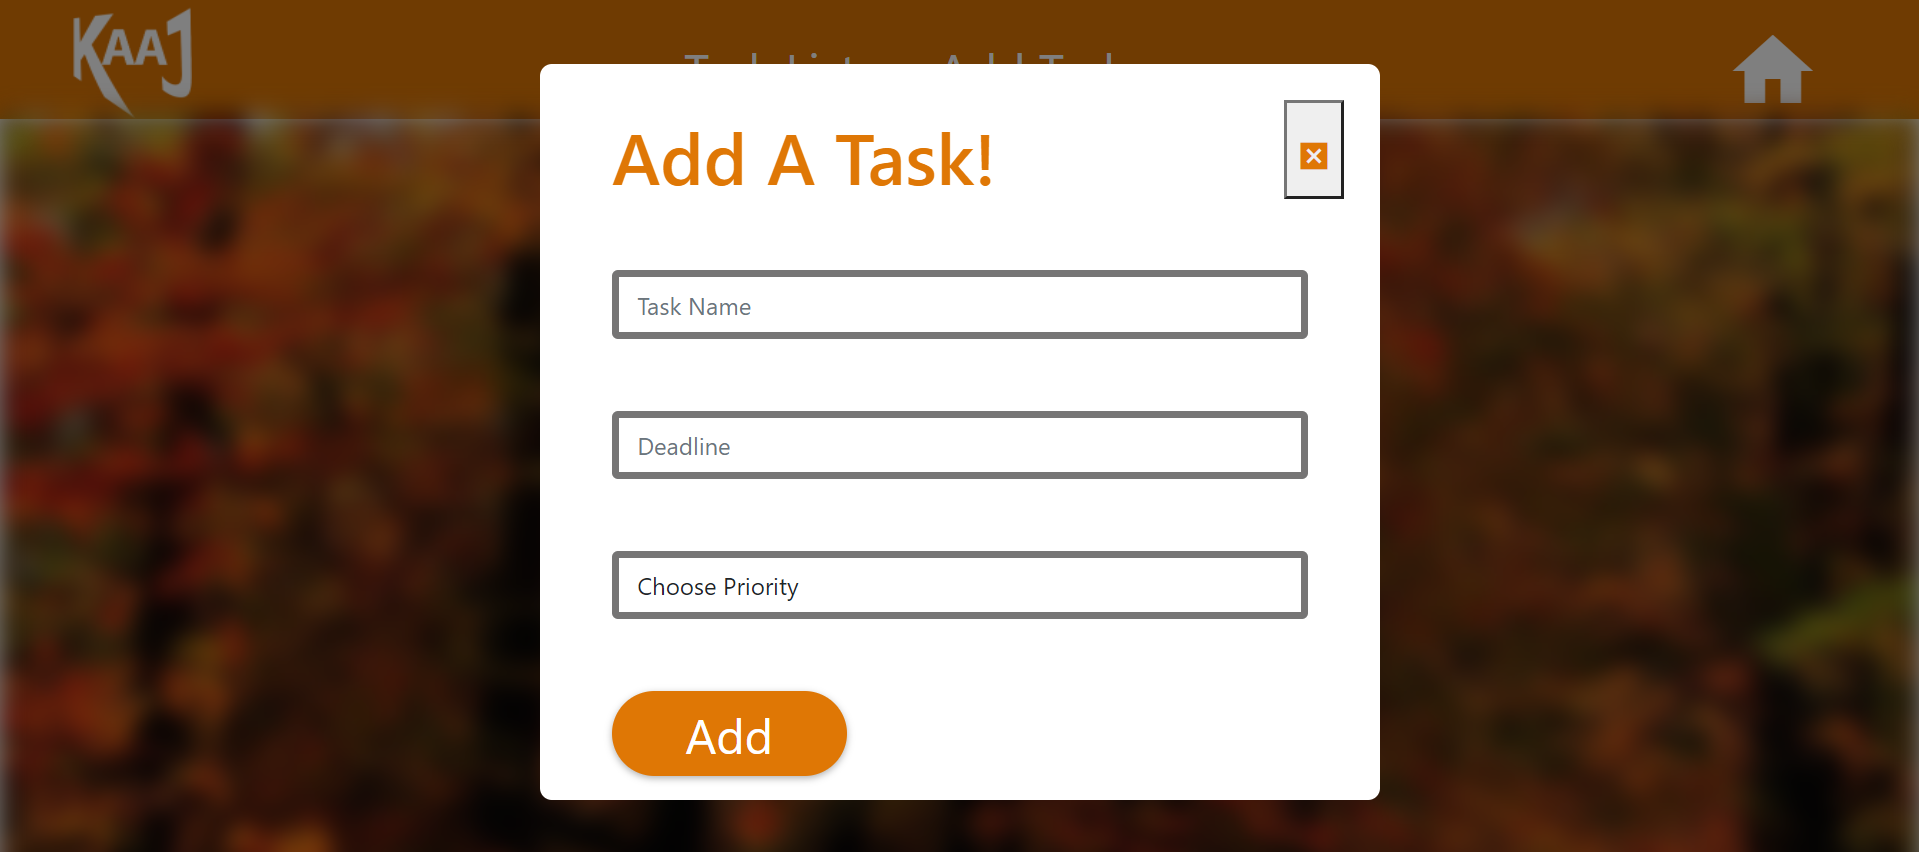 KAAJ
Add A Task!
Task Name
Deadline
Choose Priority
Add